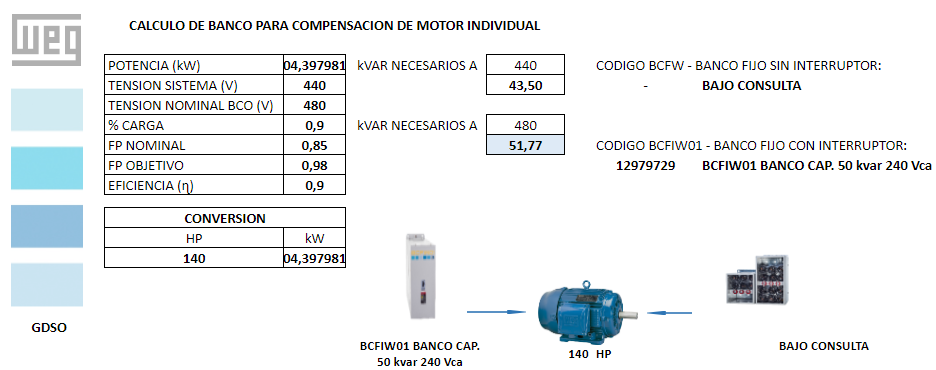 WEG
CALCULO DE BANCO PARA COMPENSACION DE MOTOR INDIVIDUAL
POTENCIA (kW) 04,397981 kVAR NECESARIOS A 440 CODIGO BCFW - BANCO FIJO SIN INTERRUPTOR:
TENSION SISTEMA (V) 440 43,50 - BAJO CONSULTA
TENSION NOMINAL BCO (V) 480
% CARGA 0,9 kVAR NECESARIOS A 480
FP NOMINAL 0,85 51,77 CODIGO BCFIW01 - BANCO FIJO CON INTERRUPTOR:
FP OBJETIVO 0,98 12979729 BCFIW01 BANCO CAP. 50 kvar 240 Vca
EFICIENCIA (η) 0,9
CONVERSION
HP kW
140 04,397981
GDSO
BCFIW01 BANCO CAP.
50 kvar 240 Vca
140 HP
BAJO CONSULTA